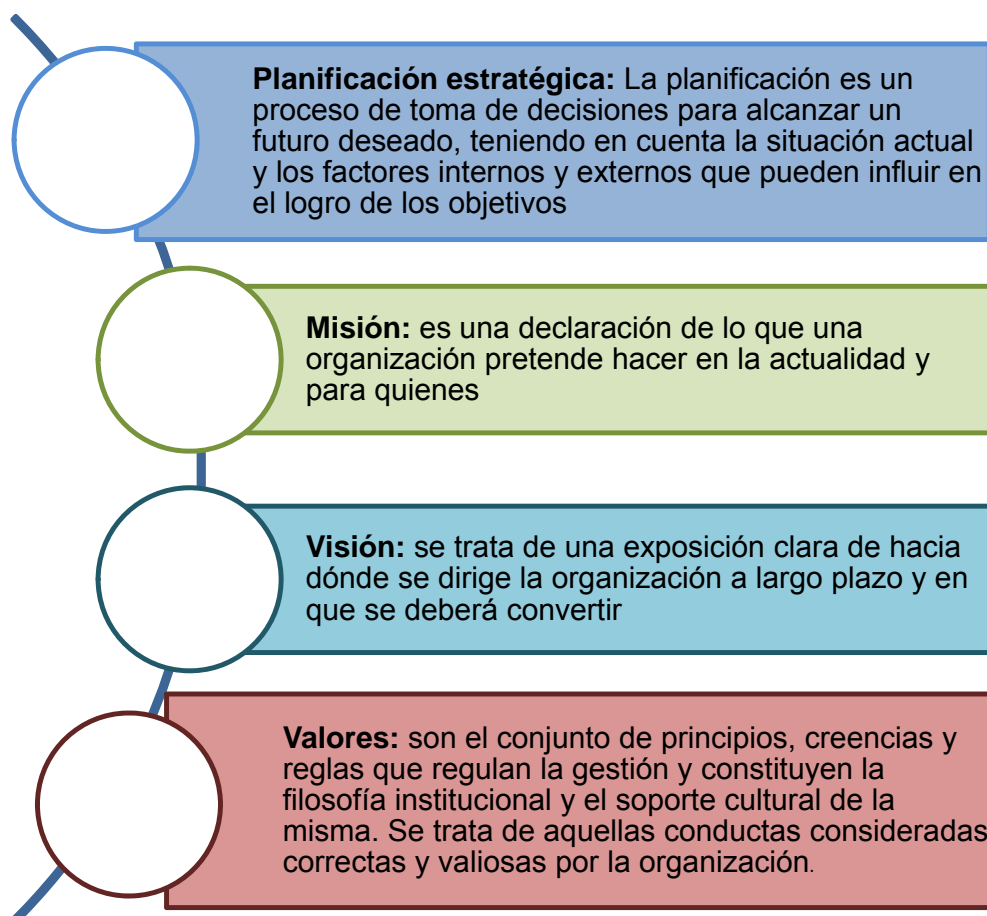 Planificación estratégica: La planificación es un
proceso de toma de decisiones para alcanzar un
futuro deseado, teniendo en cuenta la situación actual
y los factores internos y externos que pueden influir en
el logro de los objetivos
Misión: es una declaración de lo que una
organización pretende hacer en la actualidad y
para quienes
Visión: se trata de una exposición clara de hacia
dónde se dirige la organización a largo plazo y en
que se deberá convertir
Valores: son el conjunto de principios, creencias y
reglas que regulan la gestión y constituyen la
filosofía institucional y el soporte cultural de la
misma. Se trata de aquellas conductas consideradas
correctas y valiosas por la organización.